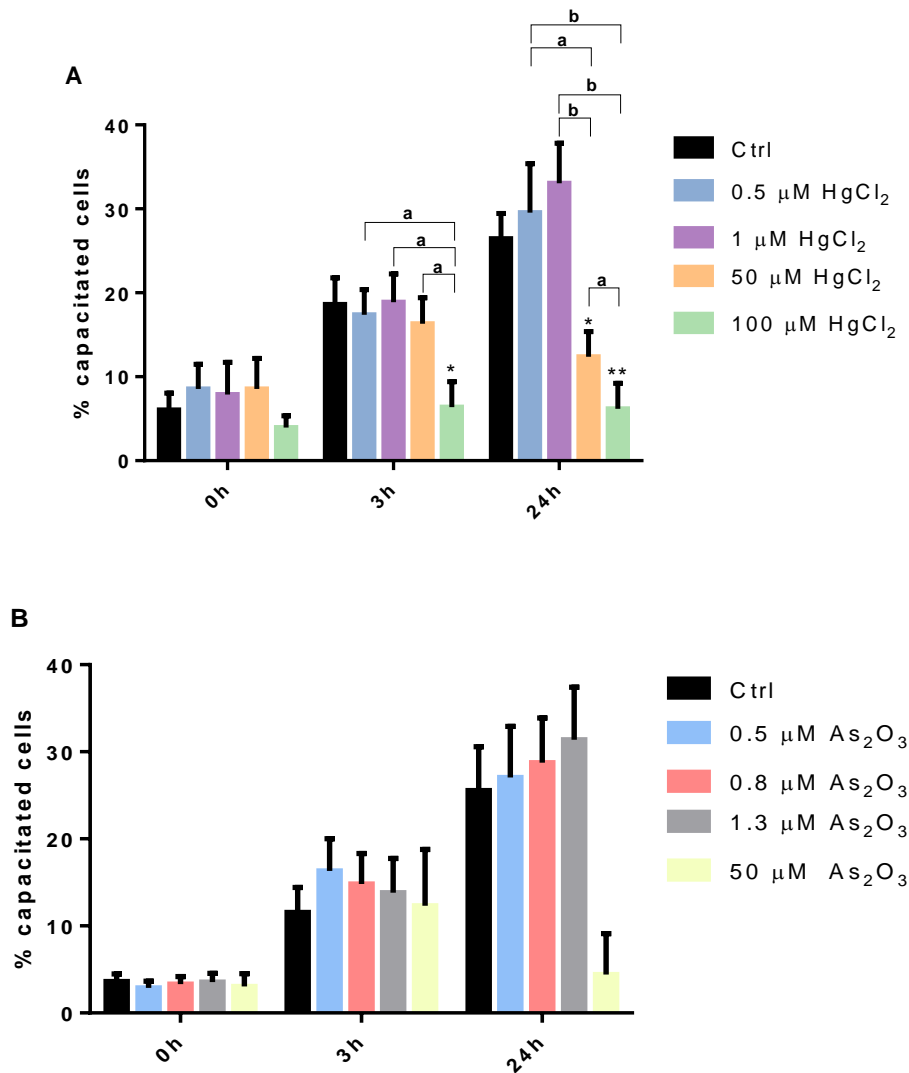 b
a
A
b
b
40
30
20
10
0
% capacitated cells
a
a
a
*
a
*
**
0h
3h
24h
Ctrl
0.5 µM HgCl₂
1 µM HgCl₂
50 µM HgCl₂
100 µM HgCl₂
B
40
30
20
10
0
% capacitated cells
0h
3h
24h
Ctrl
0.5 µM As₂O₃
0.8 µM As₂O₃
1.3 µM As₂O₃
50 µM As₂O₃